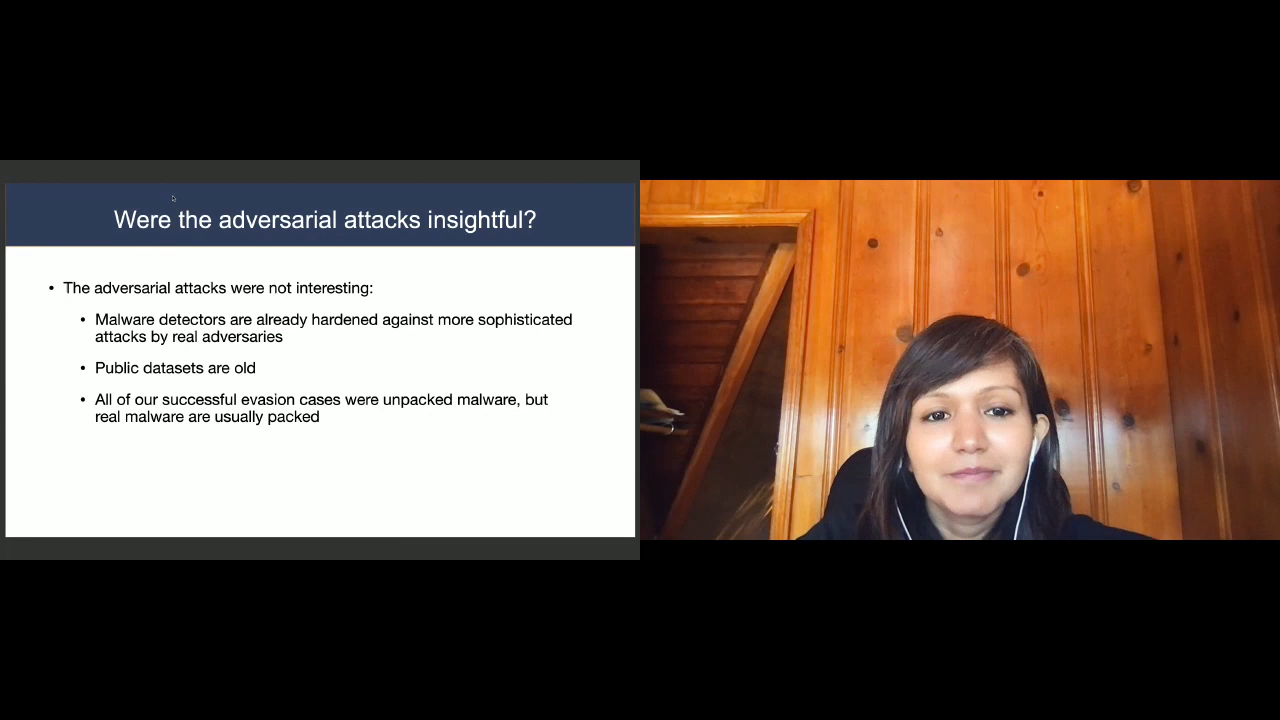 Were the adversarial attacks insightful?
• The adversarial attacks were not interesting:
• Malware detectors are already hardened against more sophisticated
attacks by real adversaries
• Public datasets are old
• All of our successful evasion cases were unpacked malware, but
real malware are usually packed